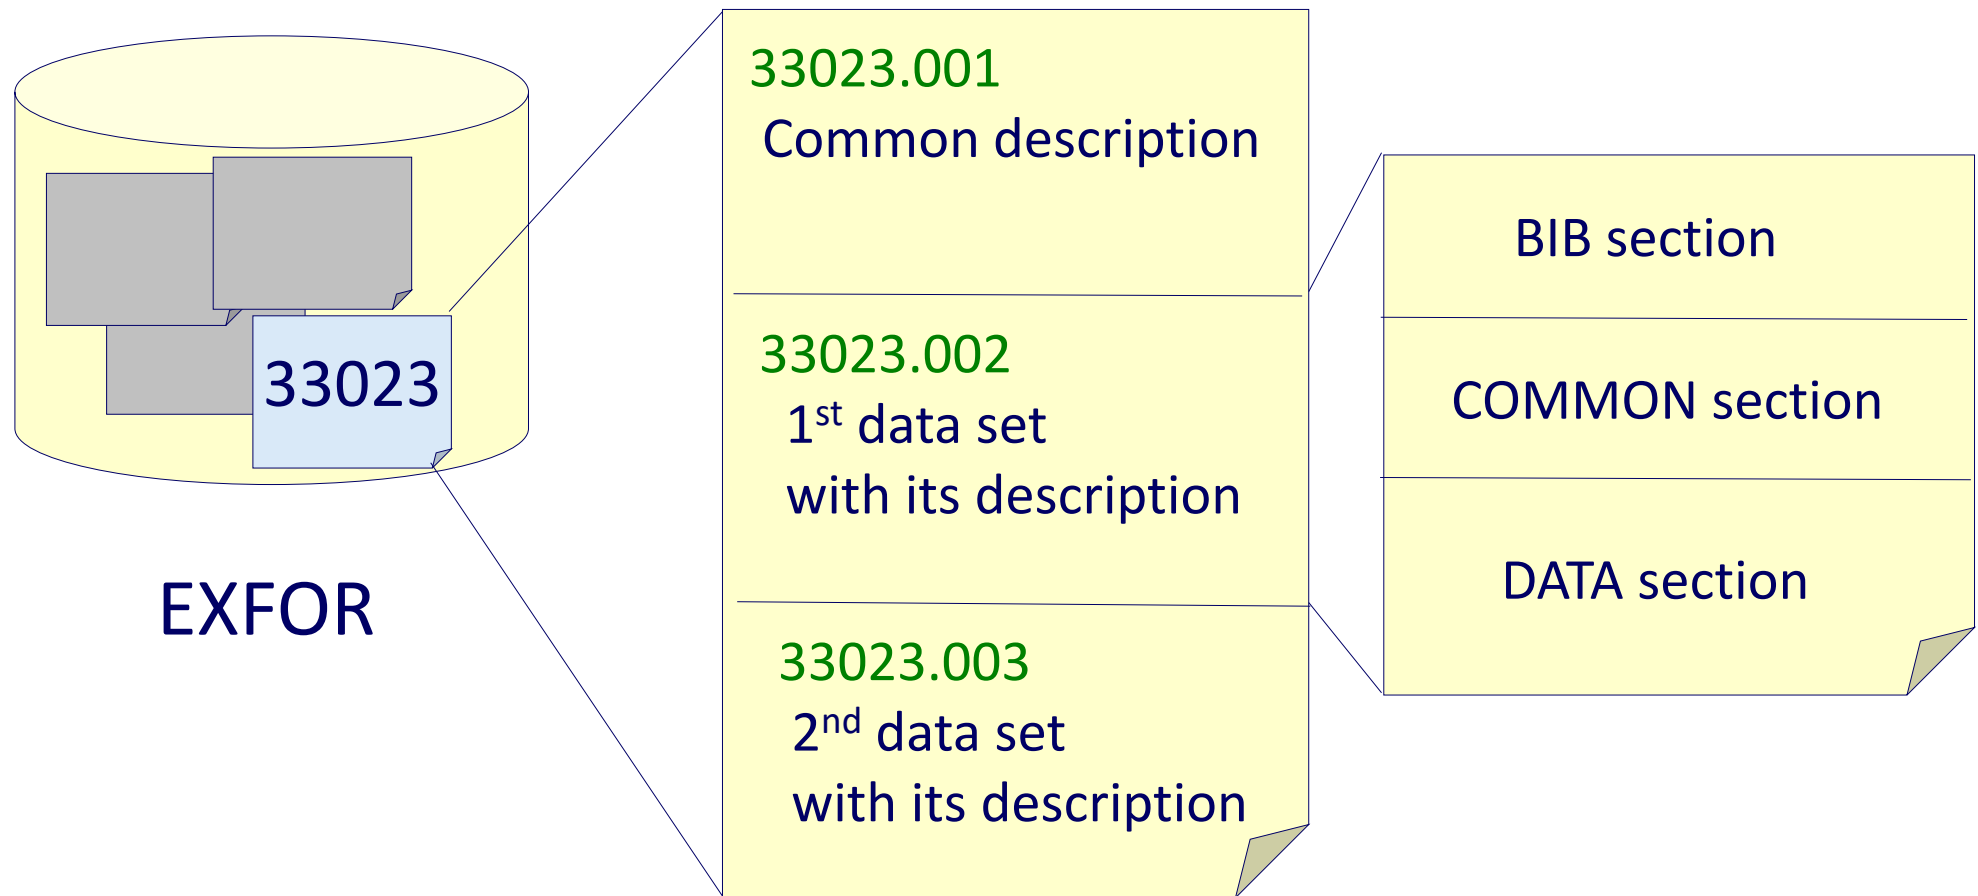 33023
EXFOR
33023.001
Common description
33023.002
1st data set
with its description
33023.003
2nd data set
with its description
BIB section
COMMON section
DATA section